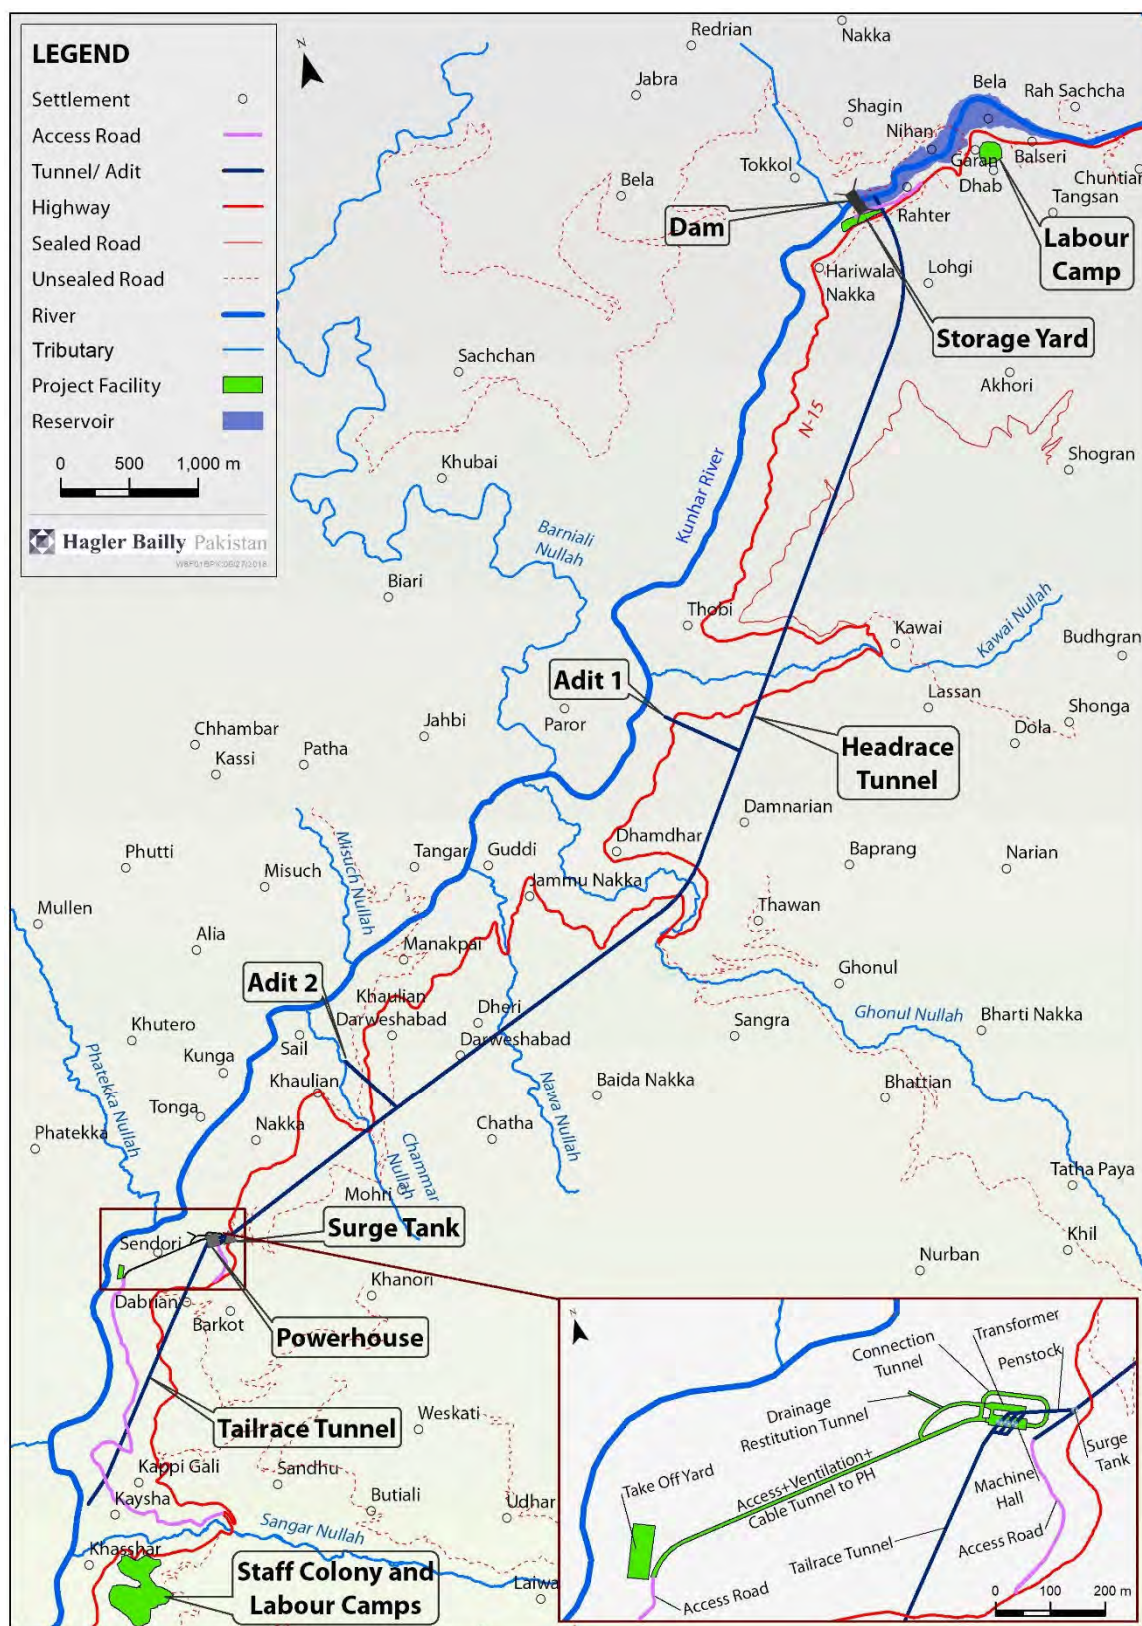 LEGEND
Settlement
Access Road
Tunnel/ Adit
Highway
Sealed Road
Unsealed Road
River
Tributary
Project Facility
Reservoir
0 500 1,000 m
Hagler Bailly Pakistan
N
Redrian
Nakka
Jabra
Shagin
Bela
Rah Sachcha
Nihan
Tokkol
Garan
Balseri
Bela
Dhab
Chuntian
Tangsan
Dam
Rahter
Labour
Camp
Hariwala
Nakka
Lohgi
Storage Yard
Sachchan
Akhori
N-15
Khubai
Shogran
Kunhar River
Barniali
Nullah
Biari
Thobi
Kawai
Kawai Nullah
Budhgran
Adit 1
Lassan
Paror
Shonga
Chhambar
Jahbi
Dola
Kassi
Patha
Headrace
Tunnel
Damnarian
Misuch Nullah
Dhamdhar
Phutti
Tangar
Guddi
Baprang
Narian
Misuch
Jammu Nakka
Mullen
Thawan
Alia
Manakpai
Adit 2
Ghonul
Khaulian
Darweshabad
Dheri
Ghonul Nullah
Bharti Nakka
Khutero
Sail
Sangra
Phatekka Nullah
Kunga
Darweshabad
Khaulian
Baida Nakka
Nawa Nullah
Bhattian
Tonga
Phatekka
Nakka
Chatha
Chammar
Nullah
Tatha Paya
Mohri
Surge Tank
Sendori
Khil
Nurban
Khanori
Dabrian
Barkot
Powerhouse
Tailrace Tunnel
Weskati
Kappi Gali
Sandhu
Kaysha
Butiali
Udhar
Sangar Nullah
Khasshar
Staff Colony and
Labour Camps
Laiwa
N
Transformer
Connection
Tunnel
Penstock
Drainage
Restitution Tunnel
Surge
Tank
Take Off Yard
Access+Ventilation+
Cable Tunnel to PH
Machine
Hall
Tailrace Tunnel
Access Road
Access Road
0 100 200 m